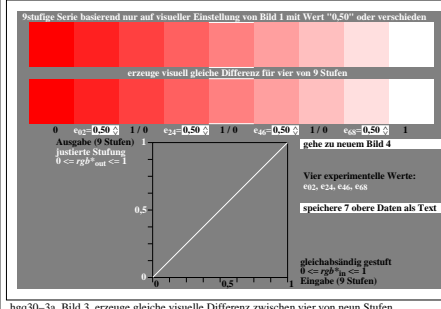 9stufige Serie basierend nur auf visueller Einstellung von Bild 1 mit Wert "0,50" oder verschieden
erzeuge visuell gleiche Differenz für vier von 9 Stufen
0 e02=0,50 1 / 0 e24=0,50 1 / 0 e46=0,50 1 / 0 e68=0,50 1
Ausgabe (9 Stufen)
justierte Stufung
0 <= rgb*out <= 1
1
gehe zu neuem Bild 4
Vier experimentelle Werte:
e02, e24, e46, e68
0,5
speichere 7 obere Daten als Text
gleichabsändig gestuft
0 <= rgb*in <= 1
Eingabe (9 Stufen)
0
0 0,5 1
hgq30-3a, Bild 3, erzeuge gleiche visuelle Differenz zwischen vier von neun Stufen